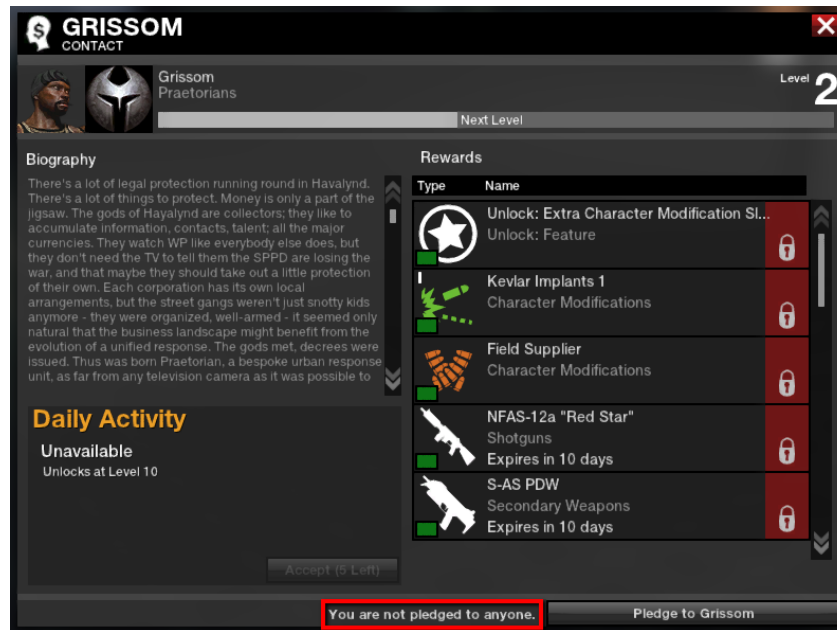 GRISSOM
CONTACT
Grissom
Praetorians
Level 2
Next Level
Biography
There's a lot of legal protection running round in Havalynd.
There's a lot of things to protect. Money is only a part of the
jigsaw. The gods of Havalynd are collectors; they like to
accumulate information, contacts, talent; all the major
currencies. They watch WP like everybody else does, but
they don't need the TV to tell them the SPPD are losing the
war, and that maybe they should take out a little protection
of their own. Each corporation has its own local
arrangements, but the street gangs weren't just snotty kids
anymore - they were organized, well-armed - it seemed only
natural that the business landscape might benefit from the
evolution of a unified response. The gods met, decrees were
issued. Thus was born Praetorian, a bespoke urban response
unit, as far from any television camera as it was possible to
Daily Activity
Unavailable
Unlocks at Level 10
Accept (5 Left)
Rewards
Type Name
Unlock: Extra Character Modification Sl...
Unlock: Feature
Kevlar Implants 1
Character Modifications
Field Supplier
Character Modifications
NFAS-12a "Red Star"
Shotguns
Expires in 10 days
S-AS PDW
Secondary Weapons
Expires in 10 days
You are not pledged to anyone.
Pledge to Grissom